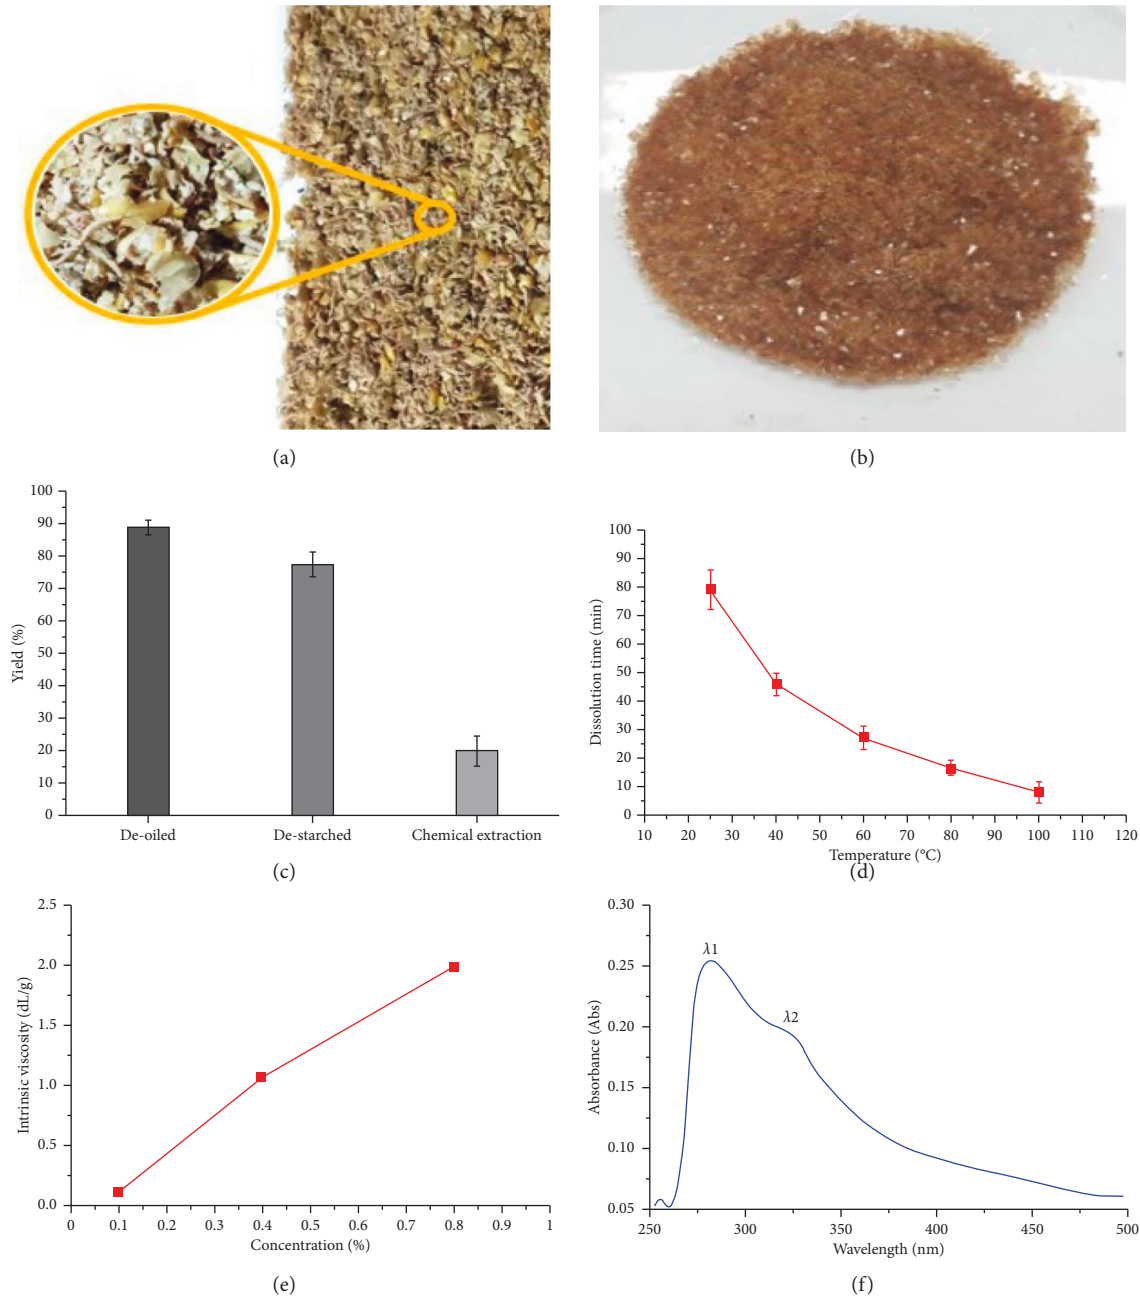 (a)
(b)
100
90
80
70
60
50
40
30
20
10
0
Yield (%)
De-oiled
De-starched
Chemical extraction
(c)
100
90
80
70
60
50
40
30
20
10
0
Dissolution time (min)
10 20 30 40 50 60 70 80 90 100 110 120
Temperature (°C)
(d)
2.5
2.0
1.5
1.0
0.5
0.0
Intrinsic viscosity (dL/g)
0 0.1 0.2 0.3 0.4 0.5 0.6 0.7 0.8 0.9 1
Concentration (%)
(e)
0.30
0.25
0.20
0.15
0.10
0.05
Absorbance (Abs)
λ1
λ2
250 300 350 400 450 500
Wavelength (nm)
(f)